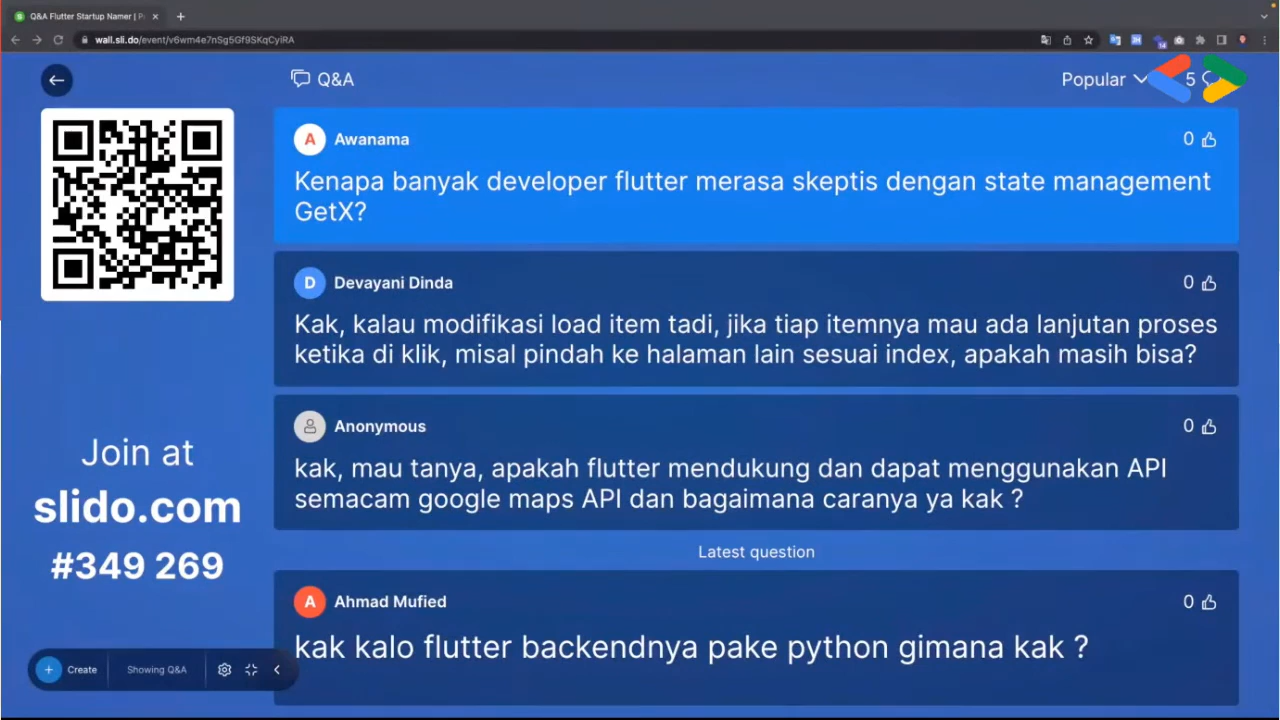 Q&A Flutter Startup Namer | P
wall.sli.do/event/v6wm4e7nSg5Gf9SKqCyiRA
14
Q&A
Popular
5
Awanama
0
Kenapa banyak developer flutter merasa skeptis dengan state management
GetX?
Devayani Dinda
0
Kak, kalau modifikasi load item tadi, jika tiap itemnya mau ada lanjutan proses
ketika di klik, misal pindah ke halaman lain sesuai index, apakah masih bisa?
Anonymous
0
kak, mau tanya, apakah flutter mendukung dan dapat menggunakan API
semacam google maps API dan bagaimana caranya ya kak ?
Latest question
A
Ahmad Mufied
0
kak kalo flutter backendnya pake python gimana kak ?
A
D
Join at
slido.com
#349 269
Create
Showing Q&A